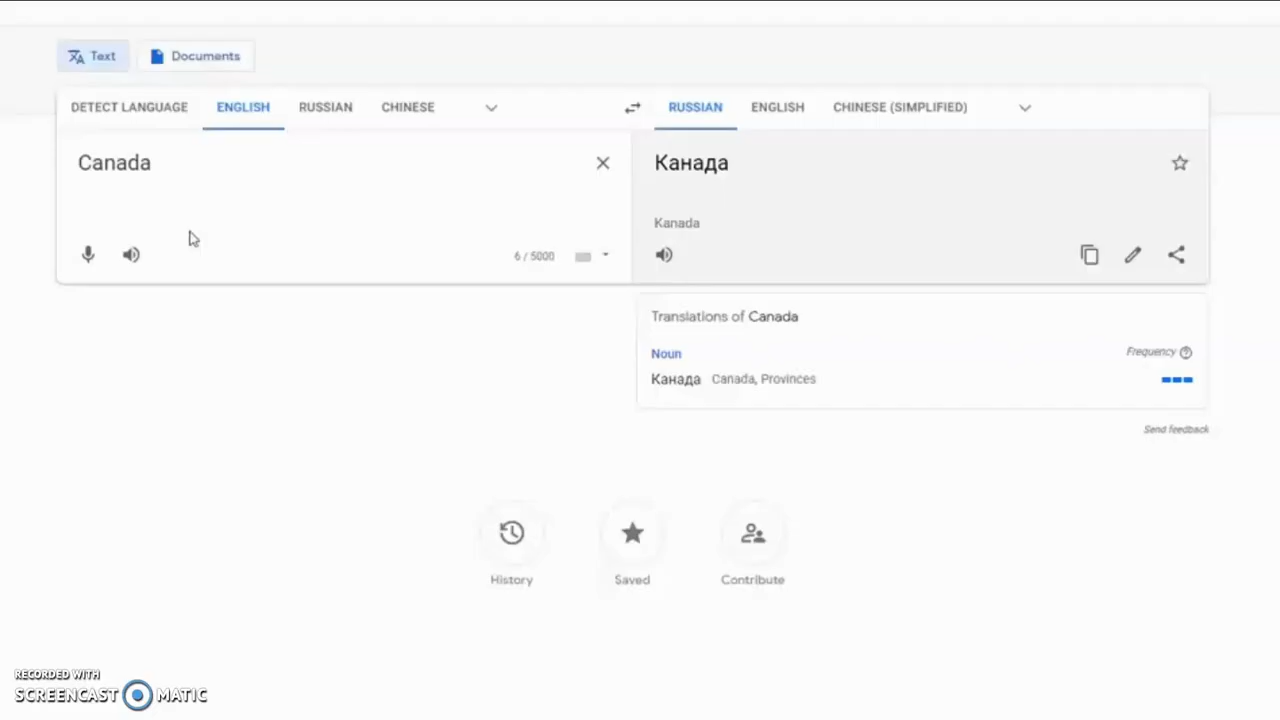 Text Documents
DETECT LANGUAGE ENGLISH RUSSIAN CHINESE RUSSIAN ENGLISH CHINESE (SIMPLIFIED)
Canada Канада
Kanada
6 / 5000
Translations of Canada
Noun Frequency
Канада Canada, Provinces
Send feedback
History Saved Contribute
RECORDED WITH
SCREENCAST MATIC